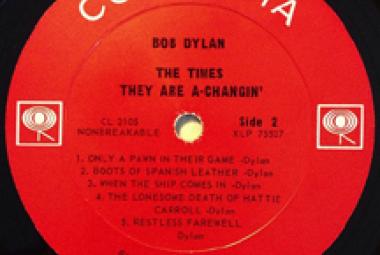 COLUMBIA
BOB DYLAN
THE TIMES
THEY ARE A-CHANGIN'
CL 2105 Side 2
NONBREAKABLE XLP 75507
1. ONLY A PAWN IN THEIR GAME -Dylan
2. BOOTS OF SPANISH LEATHER -Dylan
3. WHEN THE SHIP COMES IN -Dylan
4. THE LONESOME DEATH OF HATTIE
CARROLL -Dylan
5. RESTLESS FAREWELL
Dylan